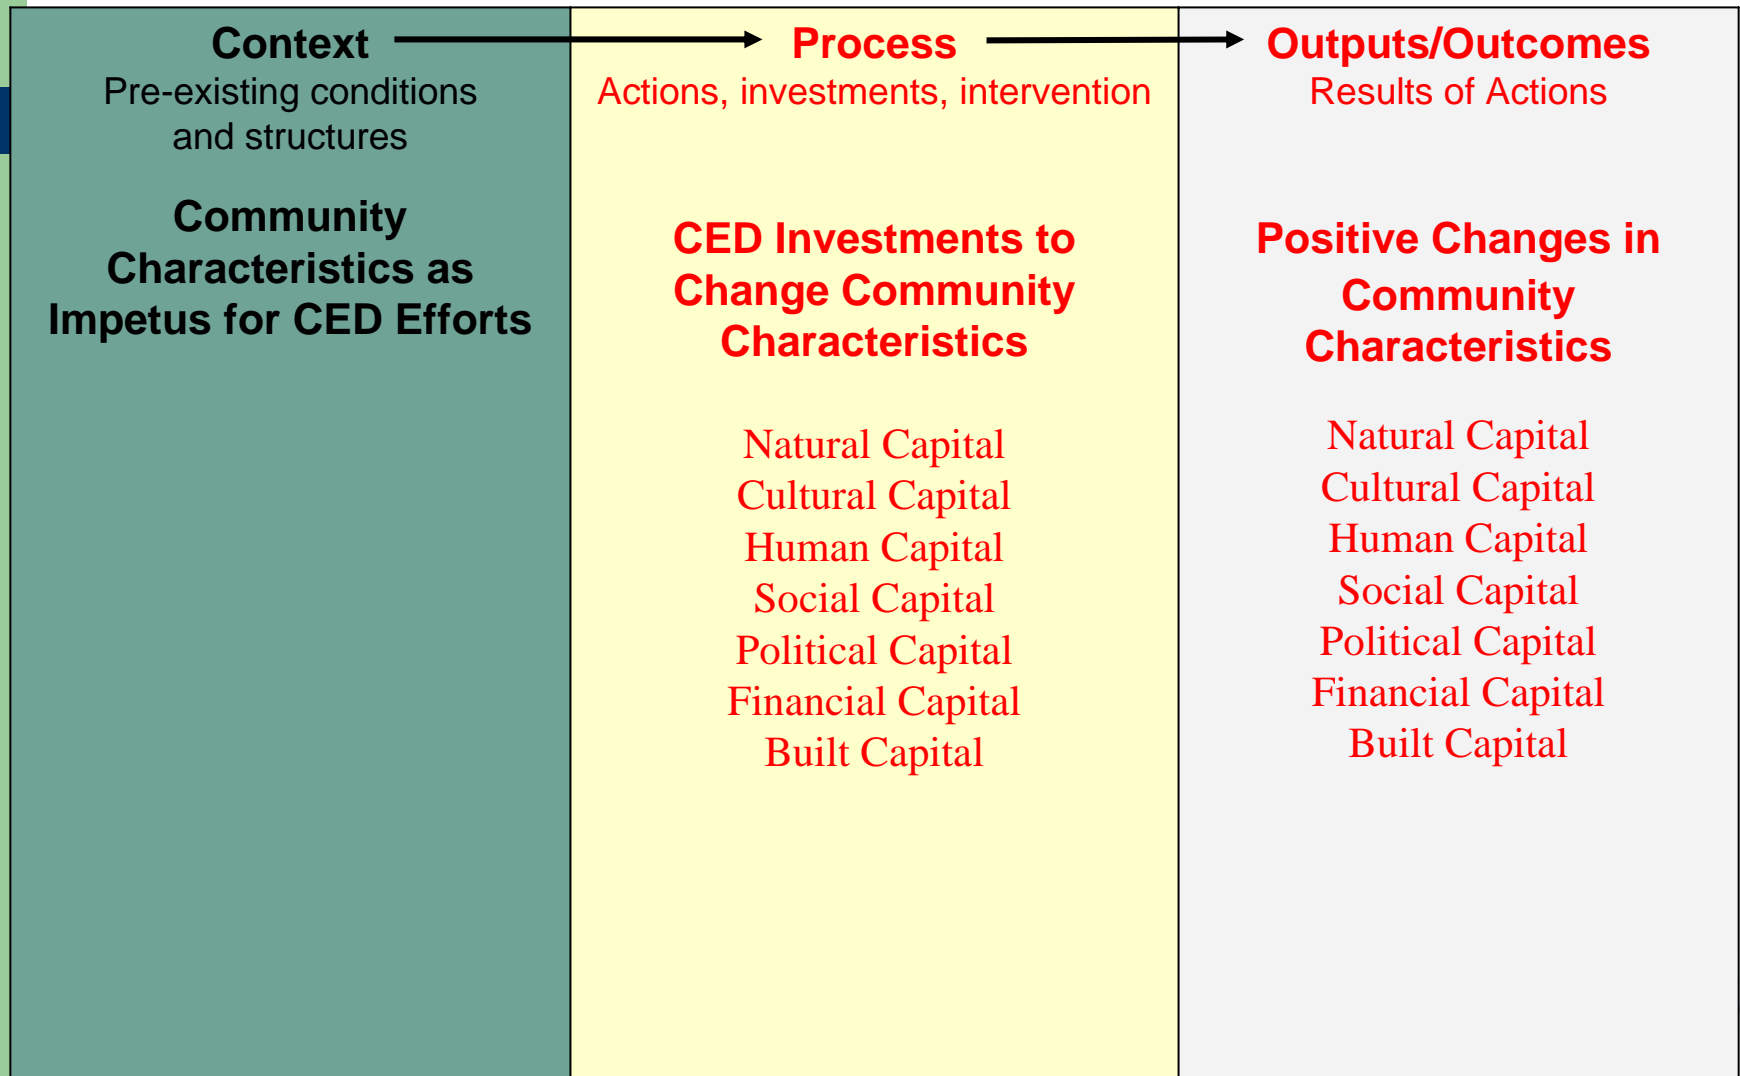 Context
Pre-existing conditions
and structures
Community
Characteristics as
Impetus for CED Efforts
Process
Actions, investments, intervention
CED Investments to
Change Community
Characteristics
Natural Capital
Cultural Capital
Human Capital
Social Capital
Political Capital
Financial Capital
Built Capital
Outputs/Outcomes
Results of Actions
Positive Changes in
Community
Characteristics
Natural Capital
Cultural Capital
Human Capital
Social Capital
Political Capital
Financial Capital
Built Capital